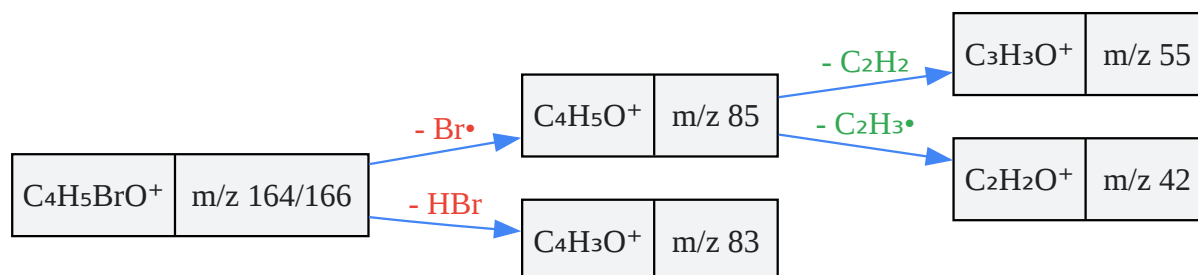 C₄H₅BrO⁺ m/z 164/166
- Br•
- HBr
C₄H₅O⁺ m/z 85
C₄H₃O⁺ m/z 83
- C₂H₂
- C₂H₃•
C₃H₃O⁺ m/z 55
C₂H₂O⁺ m/z 42